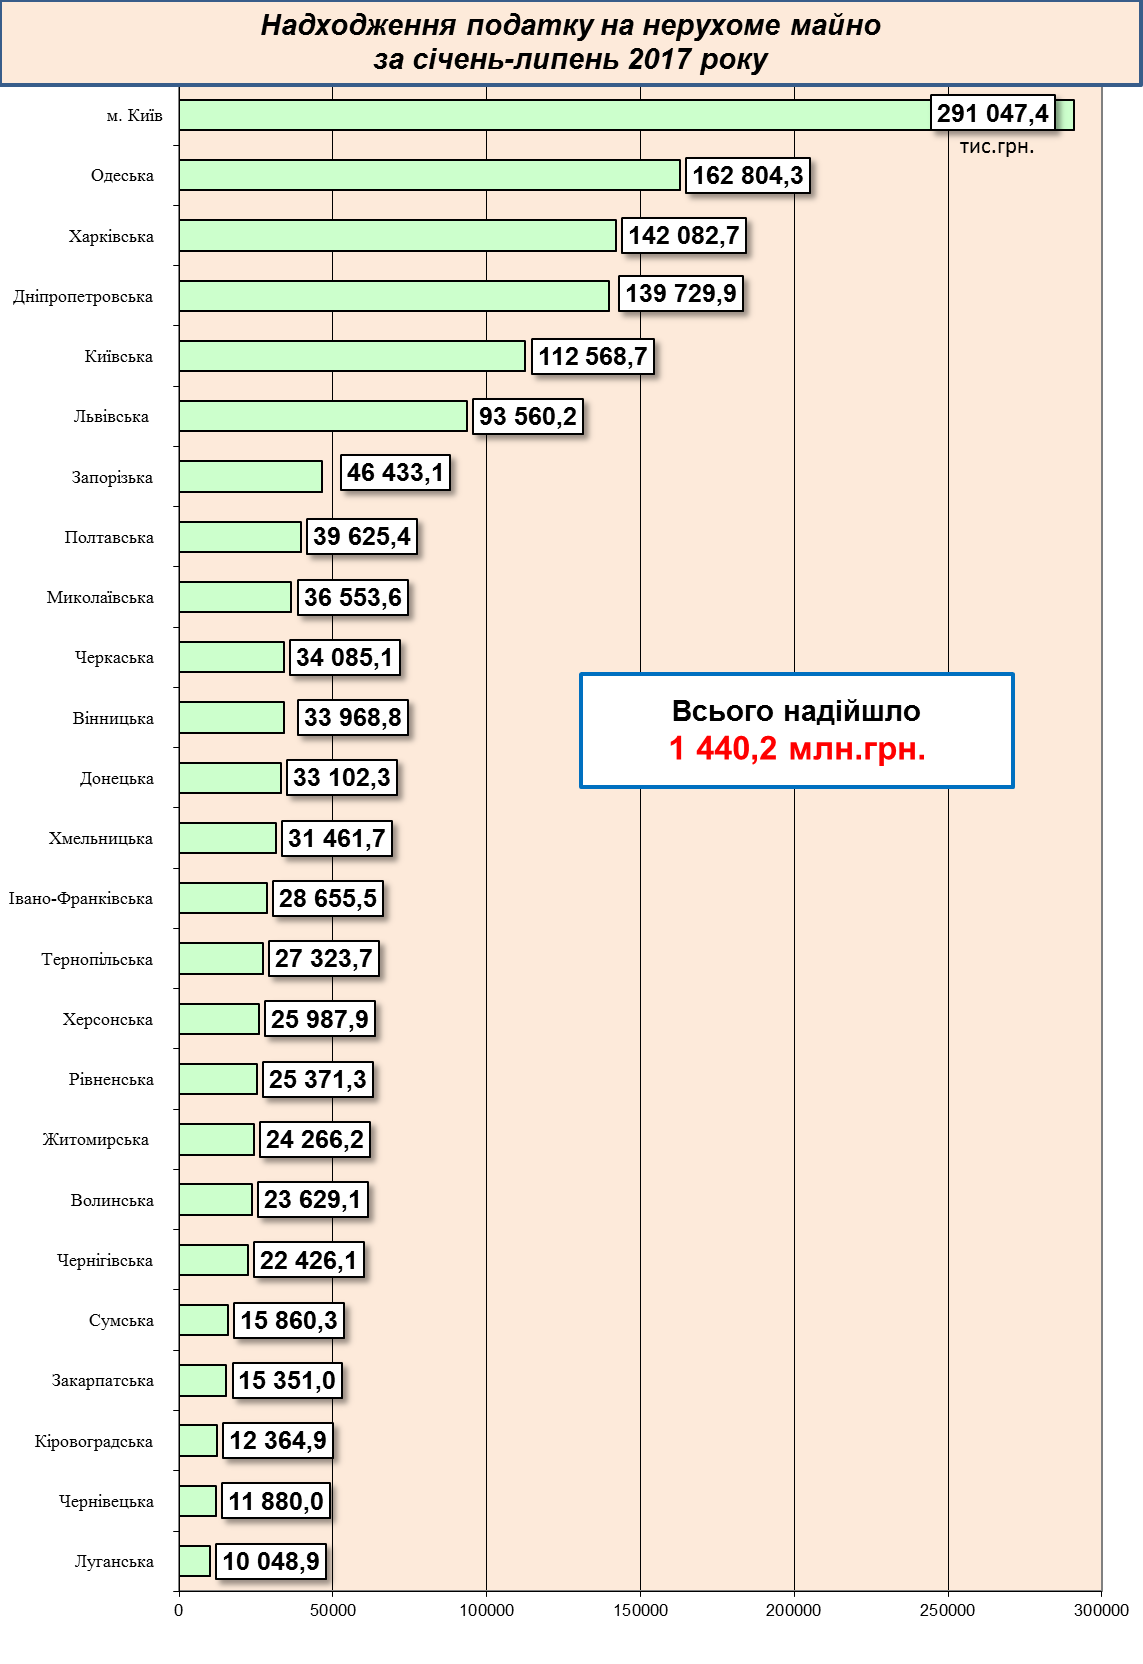 Надходження податку на нерухоме майно
за січень-липень 2017 року
м. Київ 291 047,4
тис.грн.
Одеська 162 804,3
Харківська 142 082,7
Дніпропетровська 139 729,9
Київська 112 568,7
Львівська 93 560,2
Запорізька 46 433,1
Полтавська 39 625,4
Миколаївська 36 553,6
Черкаська 34 085,1
Вінницька 33 968,8
Всього надійшло
1 440,2 млн.грн.
Донецька 33 102,3
Хмельницька 31 461,7
Івано-Франківська 28 655,5
Тернопільська 27 323,7
Херсонська 25 987,9
Рівненська 25 371,3
Житомирська 24 266,2
Волинська 23 629,1
Чернігівська 22 426,1
Сумська 15 860,3
Закарпатська 15 351,0
Кіровоградська 12 364,9
Чернівецька 11 880,0
Луганська 10 048,9
0 50000 100000 150000 200000 250000 300000